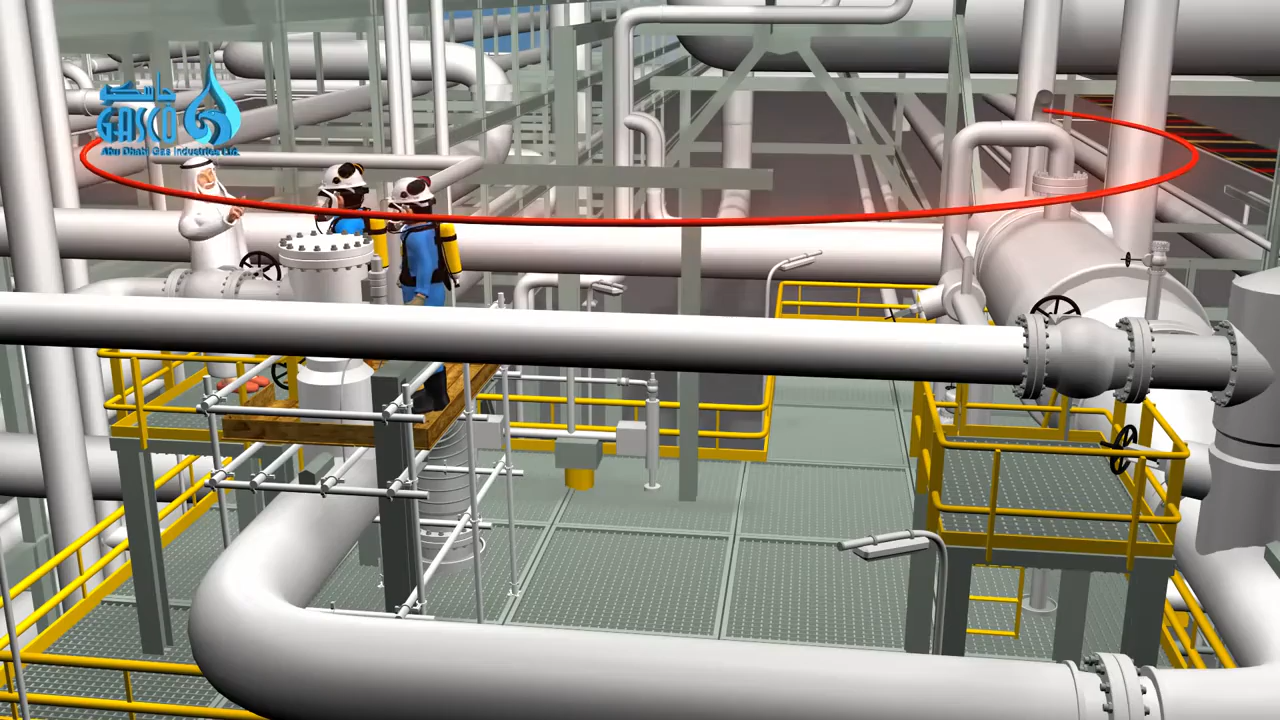 جاسكو
GASCO
Abu Dhabi Gas Industries Ltd.